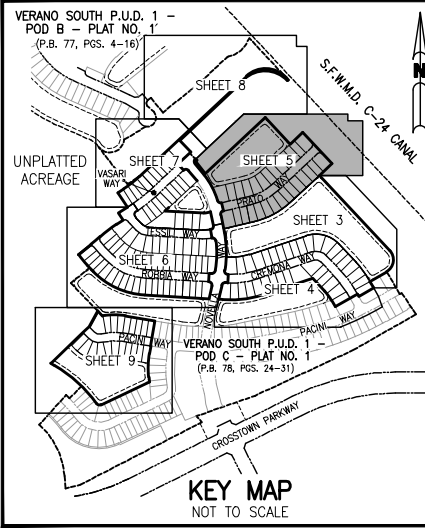 VERANO SOUTH P.U.D. 1 -
POD B - PLAT NO. 1
(P.B. 77, PGS. 4-16)
N
S.F.W.M.D. C-24 CANAL
SHEET 8
UNPLATTED
ACREAGE
SHEET 7
VASARI
WAY
SHEET 5
PRATO WAY
SHEET 3
TESSILI WAY
SHEET 6
ROBBIA WAY
NOVELLA WAY
CREMONA WAY
SHEET 4
PACINI WAY
PACINI WAY
SHEET 9
VERANO SOUTH P.U.D. 1 -
POD C - PLAT NO. 1
(P.B. 78, PGS. 24-31)
CROSSTOWN PARKWAY
KEY MAP
NOT TO SCALE